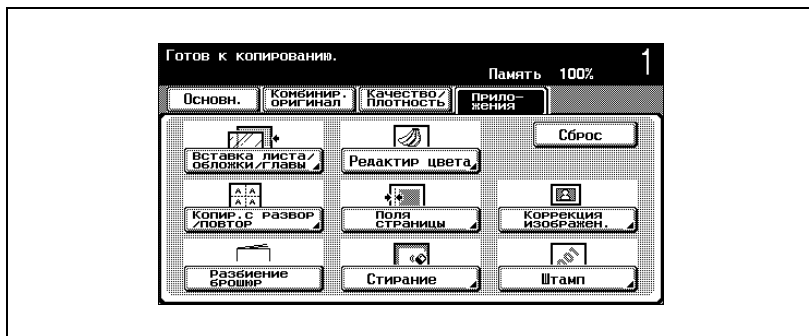 Готов к копированию.
1
Память 100%
Основн.
Комбинир.
оригинал
Качество/
Плотность
Прило-
жения
Сброс
Вставка листа/
обложки/главы
Редактир цвета
Копир.с развор
/повтор
Поля
страницы
Коррекция
изображен.
Разбиение
брошюр
Стирание
Штамп